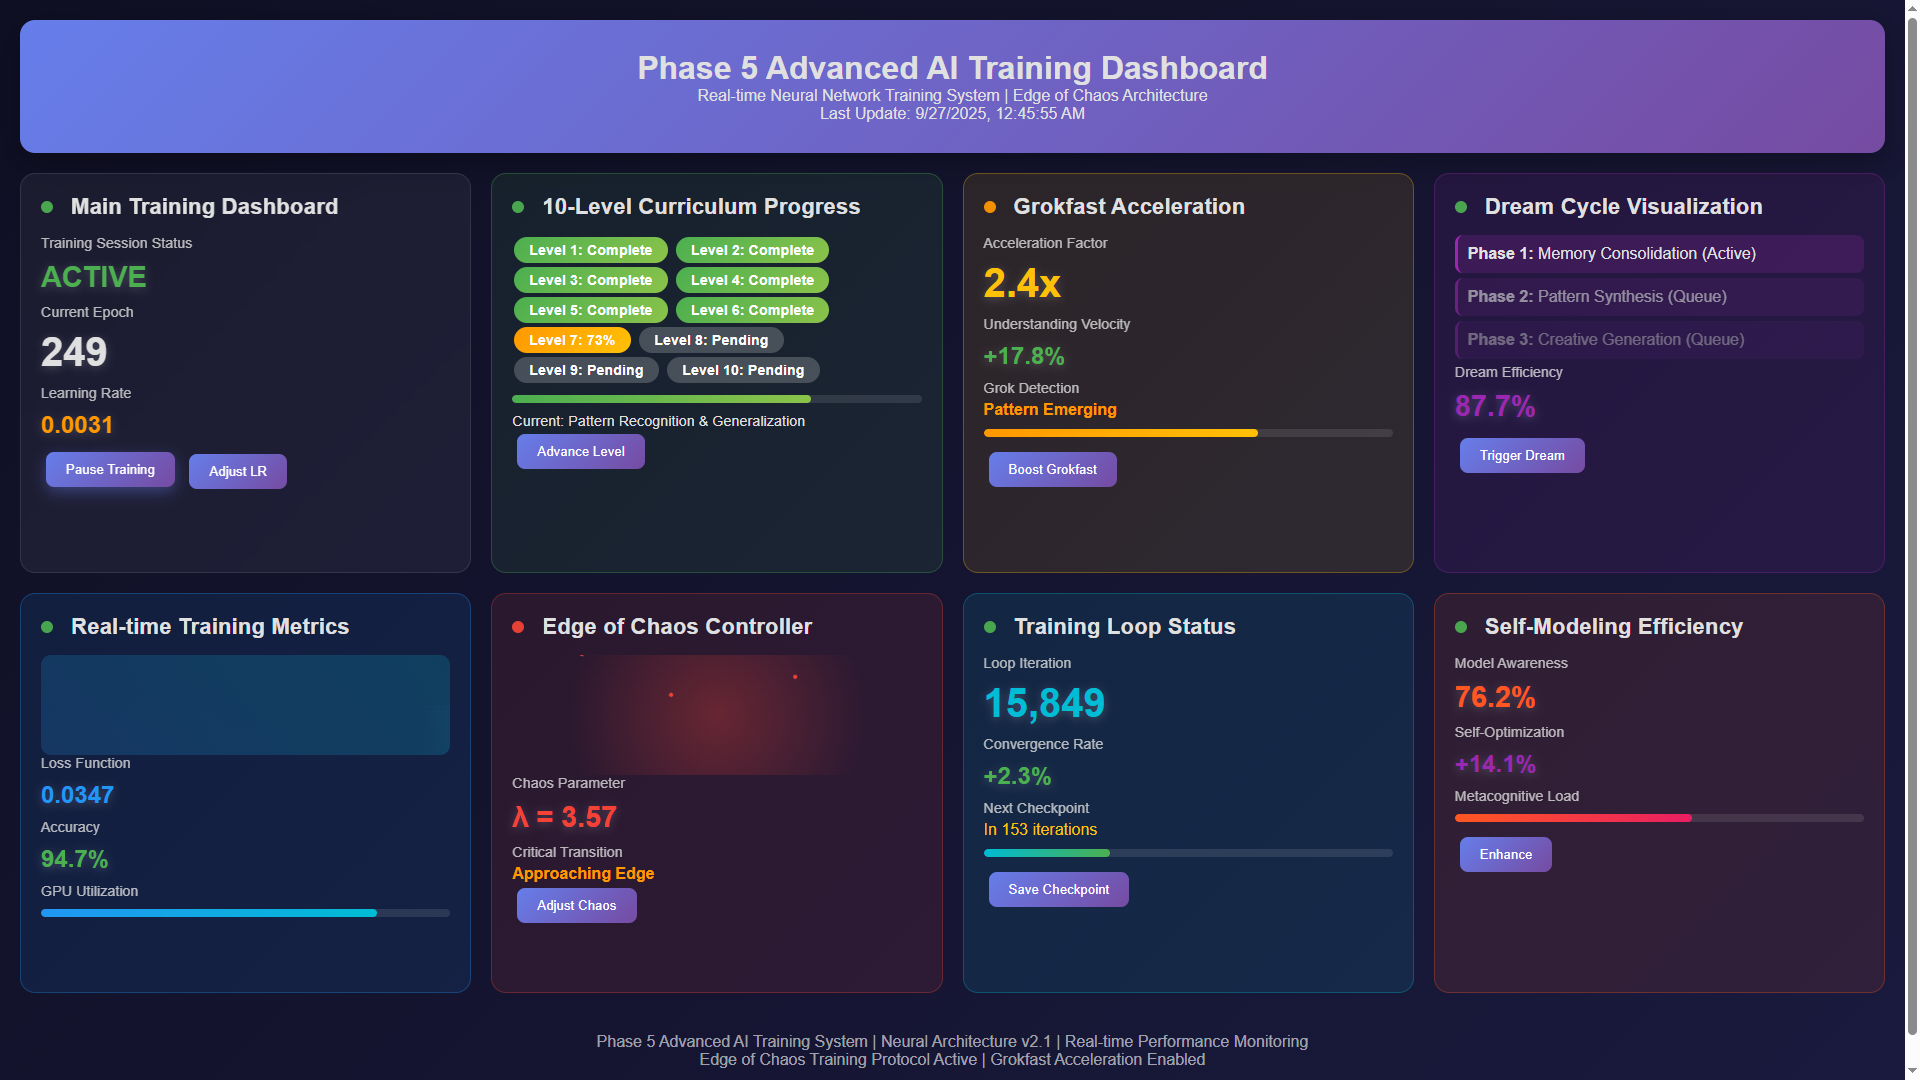 Phase 5 Advanced AI Training Dashboard
Real-time Neural Network Training System | Edge of Chaos Architecture
Last Update: 9/27/2025, 12:45:55 AM
Main Training Dashboard
Training Session Status
ACTIVE
Current Epoch
249
Learning Rate
0.0031
Pause Training
Adjust LR
10-Level Curriculum Progress
Level 1: Complete
Level 2: Complete
Level 3: Complete
Level 4: Complete
Level 5: Complete
Level 6: Complete
Level 7: 73%
Level 8: Pending
Level 9: Pending
Level 10: Pending
Current: Pattern Recognition & Generalization
Advance Level
Grokfast Acceleration
Acceleration Factor
2.4x
Understanding Velocity
+17.8%
Grok Detection
Pattern Emerging
Boost Grokfast
Dream Cycle Visualization
Phase 1: Memory Consolidation (Active)
Phase 2: Pattern Synthesis (Queue)
Phase 3: Creative Generation (Queue)
Dream Efficiency
87.7%
Trigger Dream
Real-time Training Metrics
Loss Function
0.0347
Accuracy
94.7%
GPU Utilization
Edge of Chaos Controller
Chaos Parameter
λ = 3.57
Critical Transition
Approaching Edge
Adjust Chaos
Training Loop Status
Loop Iteration
15,849
Convergence Rate
+2.3%
Next Checkpoint
In 153 iterations
Save Checkpoint
Self-Modeling Efficiency
Model Awareness
76.2%
Self-Optimization
+14.1%
Metacognitive Load
Enhance
Phase 5 Advanced AI Training System | Neural Architecture v2.1 | Real-time Performance Monitoring
Edge of Chaos Training Protocol Active | Grokfast Acceleration Enabled